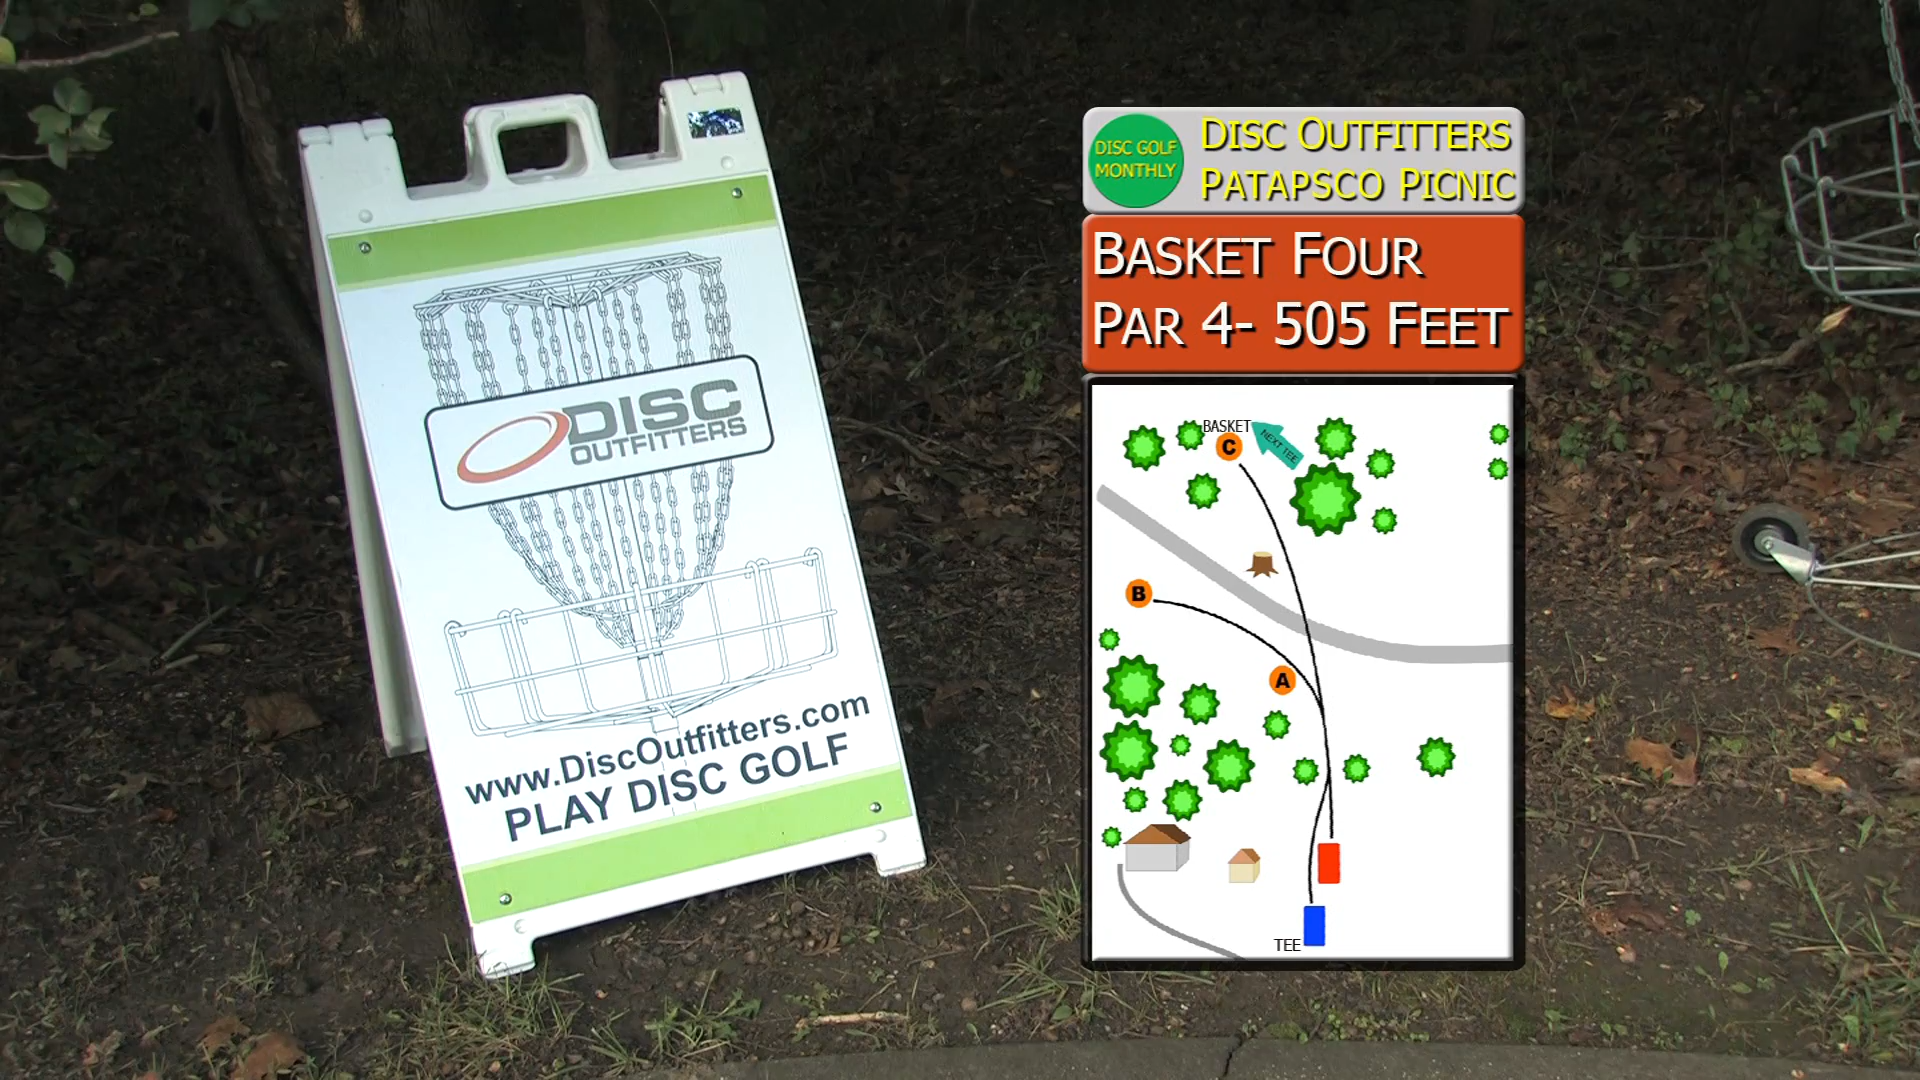 DISC
OUTFITTERS
www.DiscOutfitters.com
PLAY DISC GOLF
DISC GOLF
MONTHLY
DISC OUTFITTERS
PATAPSCO PICNIC
BASKET FOUR
PAR 4- 505 FEET
BASKET
C
NEXT TEE
B
A
TEE